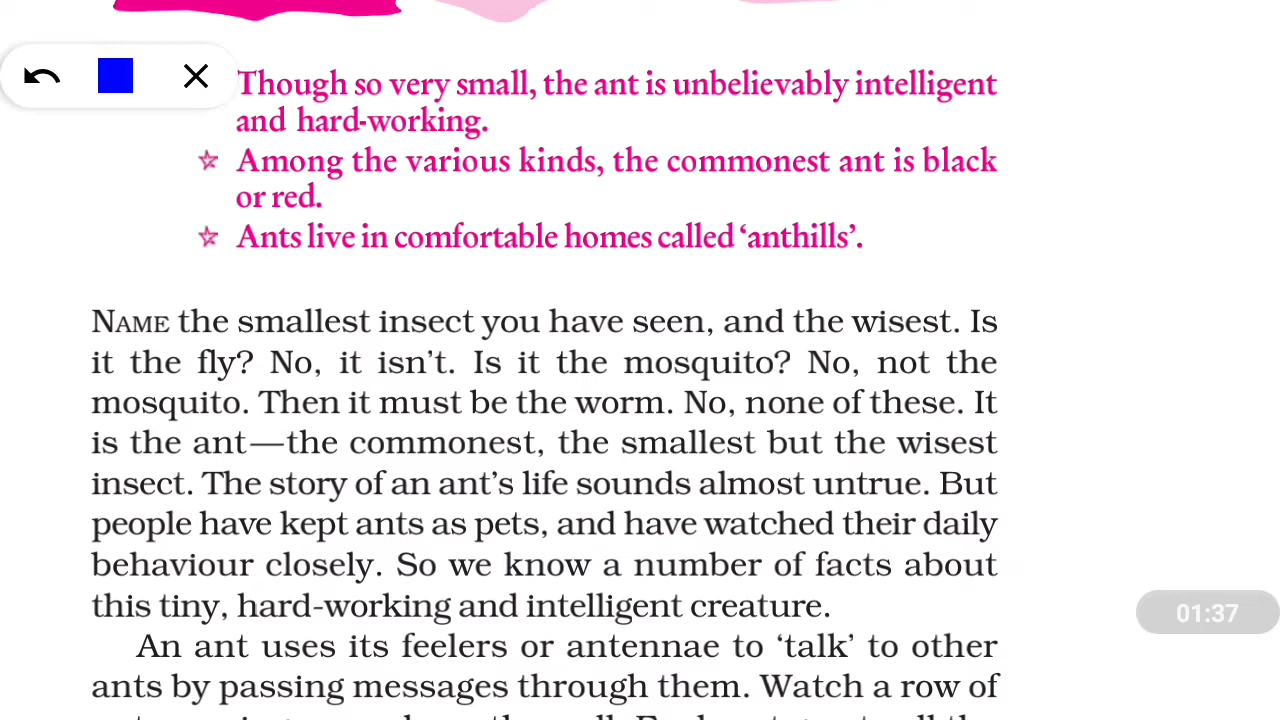 Though so very small, the ant is unbelievably intelligent
and hard-working.
☆ Among the various kinds, the commonest ant is black
or red.
☆ Ants live in comfortable homes called ‘anthills’.
NAME the smallest insect you have seen, and the wisest. Is
it the fly? No, it isn’t. Is it the mosquito? No, not the
mosquito. Then it must be the worm. No, none of these. It
is the ant—the commonest, the smallest but the wisest
insect. The story of an ant’s life sounds almost untrue. But
people have kept ants as pets, and have watched their daily
behaviour closely. So we know a number of facts about
this tiny, hard-working and intelligent creature.
01:37
An ant uses its feelers or antennae to ‘talk’ to other
ants by passing messages through them. Watch a row of